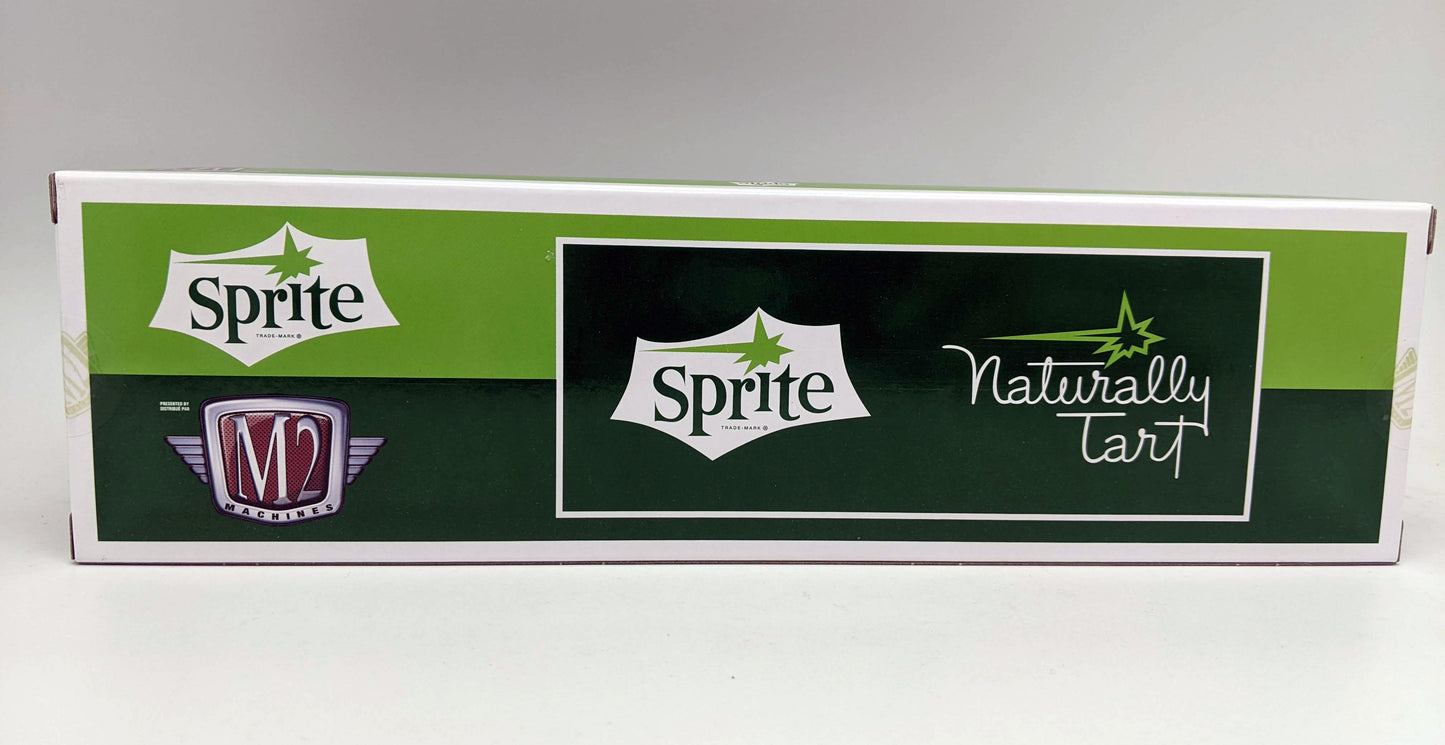 Sprite
TRADE-MARK ®
PRESENTED BY
DISTRIBUÉ PAR
M2
MACHINES
Sprite
TRADE-MARK ®
Naturally
Tart